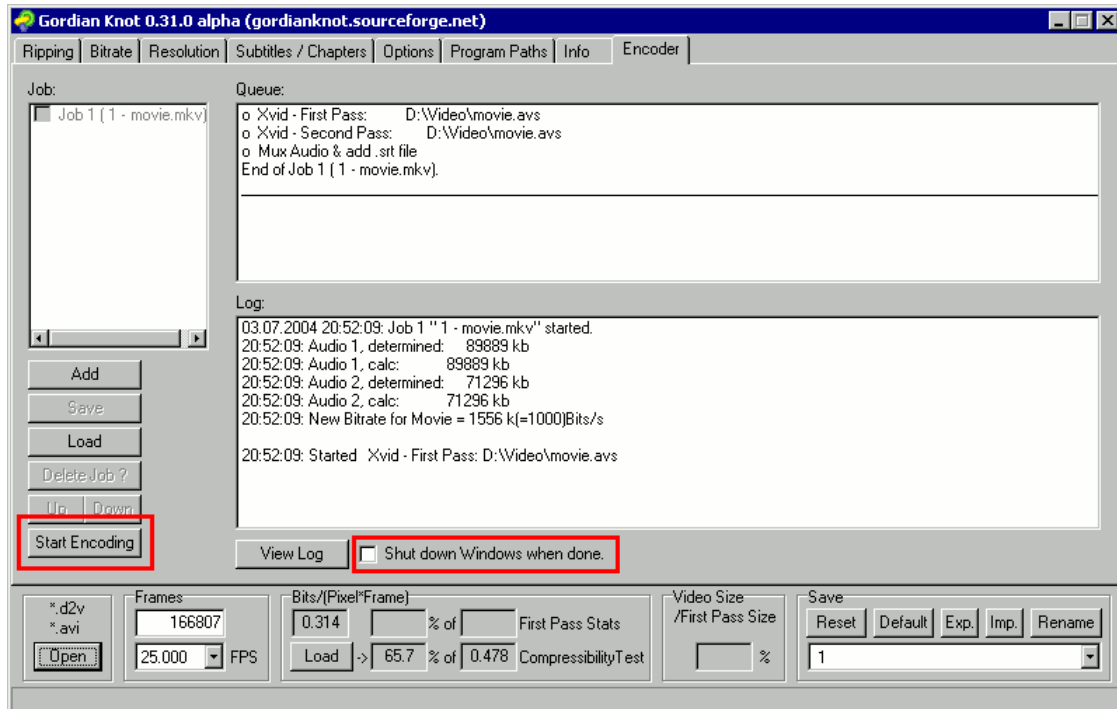 Gordian Knot 0.31.0 alpha (gordianknot.sourceforge.net)
Ripping Bitrate Resolution Subtitles / Chapters Options Program Paths Info Encoder
Job:
Job 1 ( 1 - movie.mkv)
Queue:
o Xvid - First Pass: D:\Video\movie.avs
o Xvid - Second Pass: D:\Video\movie.avs
o Mux Audio & add .srt file
End of Job 1 ( 1 - movie.mkv).
Log:
03.07.2004 20:52:09: Job 1 " 1 - movie.mkv" started.
20:52:09: Audio 1, determined: 89889 kb
20:52:09: Audio 1, calc: 89889 kb
20:52:09: Audio 2, determined: 71296 kb
20:52:09: Audio 2, calc: 71296 kb
20:52:09: New Bitrate for Movie = 1556 k(=1000)Bits/s
20:52:09: Started Xvid - First Pass: D:\Video\movie.avs
Add
Save
Load
Delete Job ?
Up Down
Start Encoding
View Log
Shut down Windows when done.
*.d2v
*.avi
Open
Frames
166807
25.000 FPS
Bits/(Pixel*Frame)
0.314 % of First Pass Stats
Load -> 65.7 % of 0.478 CompressibilityTest
Video Size
/First Pass Size
%
Save
Reset Default Exp. Imp. Rename
1